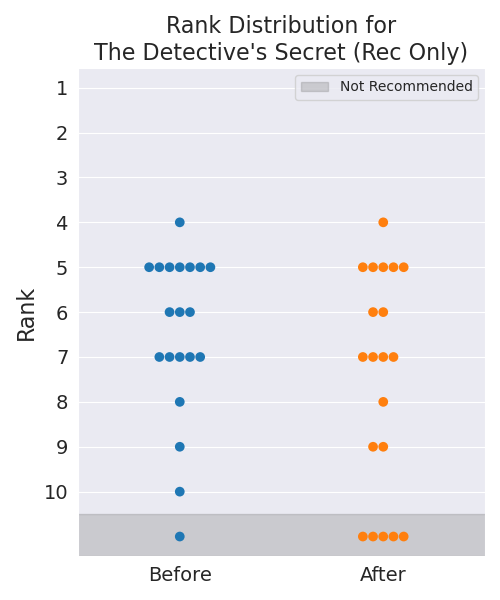 Rank Distribution for
The Detective's Secret (Rec Only)
Not Recommended
1
2
3
4
5
6
7
8
9
10
Rank
Before After